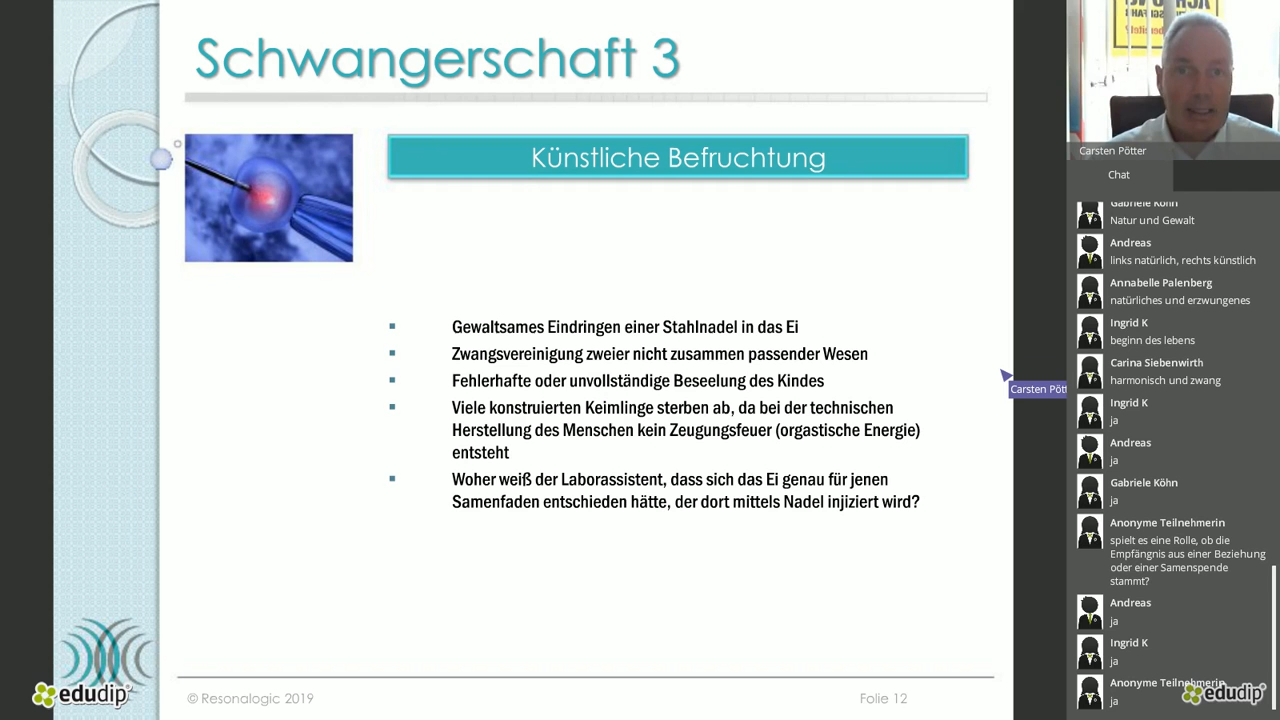 Schwangerschaft 3
Künstliche Befruchtung
Gewaltsames Eindringen einer Stahlnadel in das Ei
Zwangsvereinigung zweier nicht zusammen passender Wesen
Fehlerhafte oder unvollständige Beseelung des Kindes
Viele konstruierten Keimlinge sterben ab, da bei der technischen
Herstellung des Menschen kein Zeugungsfeuer (orgastische Energie)
entsteht
Woher weiß der Laborassistent, dass sich das Ei genau für jenen
Samenfaden entschieden hätte, der dort mittels Nadel injiziert wird?
© Resonalogic 2019
Folie 12
edudip
Carsten Pött
Carsten Pötter
Chat
Gabriele Köhn
Natur und Gewalt
Andreas
links natürlich, rechts künstlich
Annabelle Palenberg
natürliches und erzwungenes
Ingrid K
beginn des lebens
Carina Siebenwirth
harmonisch und zwang
Ingrid K
ja
Andreas
ja
Gabriele Köhn
ja
Anonyme Teilnehmerin
spielt es eine Rolle, ob die
Empfängnis aus einer Beziehung
oder einer Samenspende
stammt?
Andreas
ja
Ingrid K
ja
Anonyme Teilnehmerin
ja
edudip